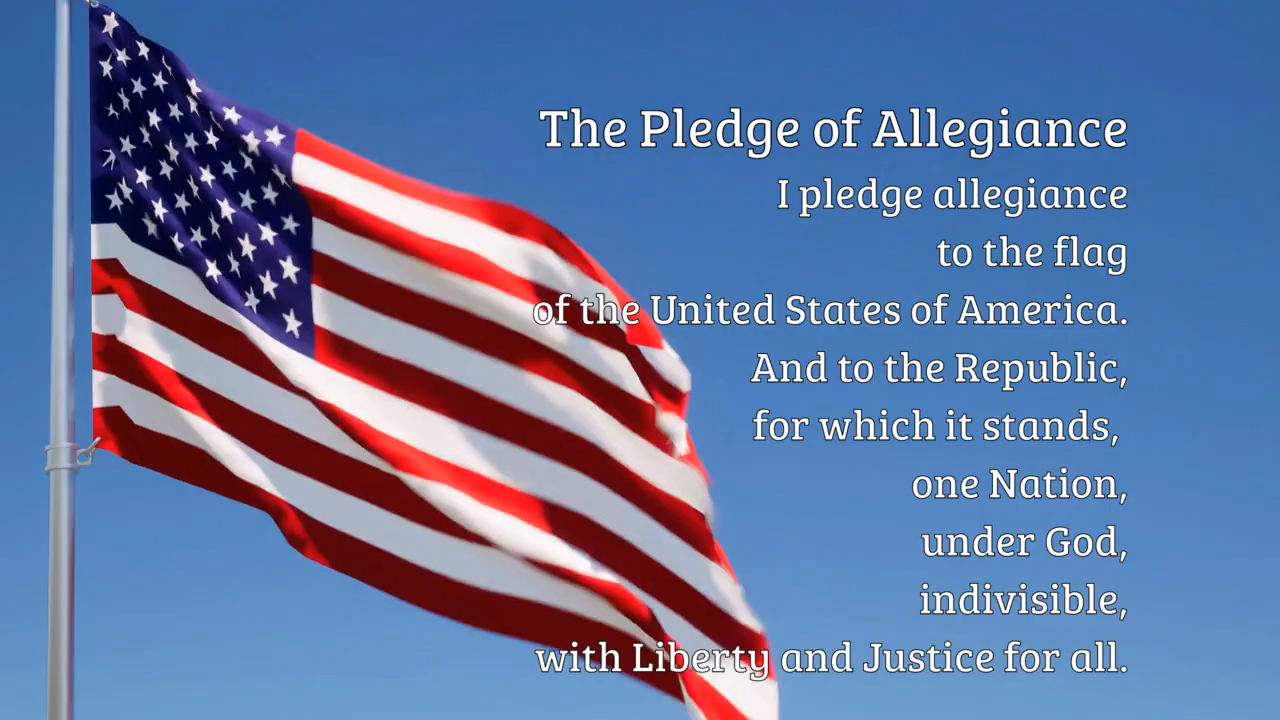 The Pledge of Allegiance
I pledge allegiance
to the flag
of the United States of America.
And to the Republic,
for which it stands,
one Nation,
under God,
indivisible,
with Liberty and Justice for all.